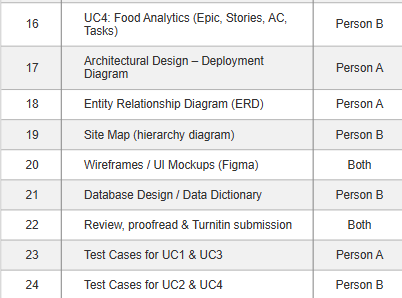 16 UC4: Food Analytics (Epic, Stories, AC, Person B
Tasks)
17 Architectural Design – Deployment Person A
Diagram
18 Entity Relationship Diagram (ERD) Person A
19 Site Map (hierarchy diagram) Person B
20 Wireframes / UI Mockups (Figma) Both
21 Database Design / Data Dictionary Person B
22 Review, proofread & Turnitin submission Both
23 Test Cases for UC1 & UC3 Person A
24 Test Cases for UC2 & UC4 Person B